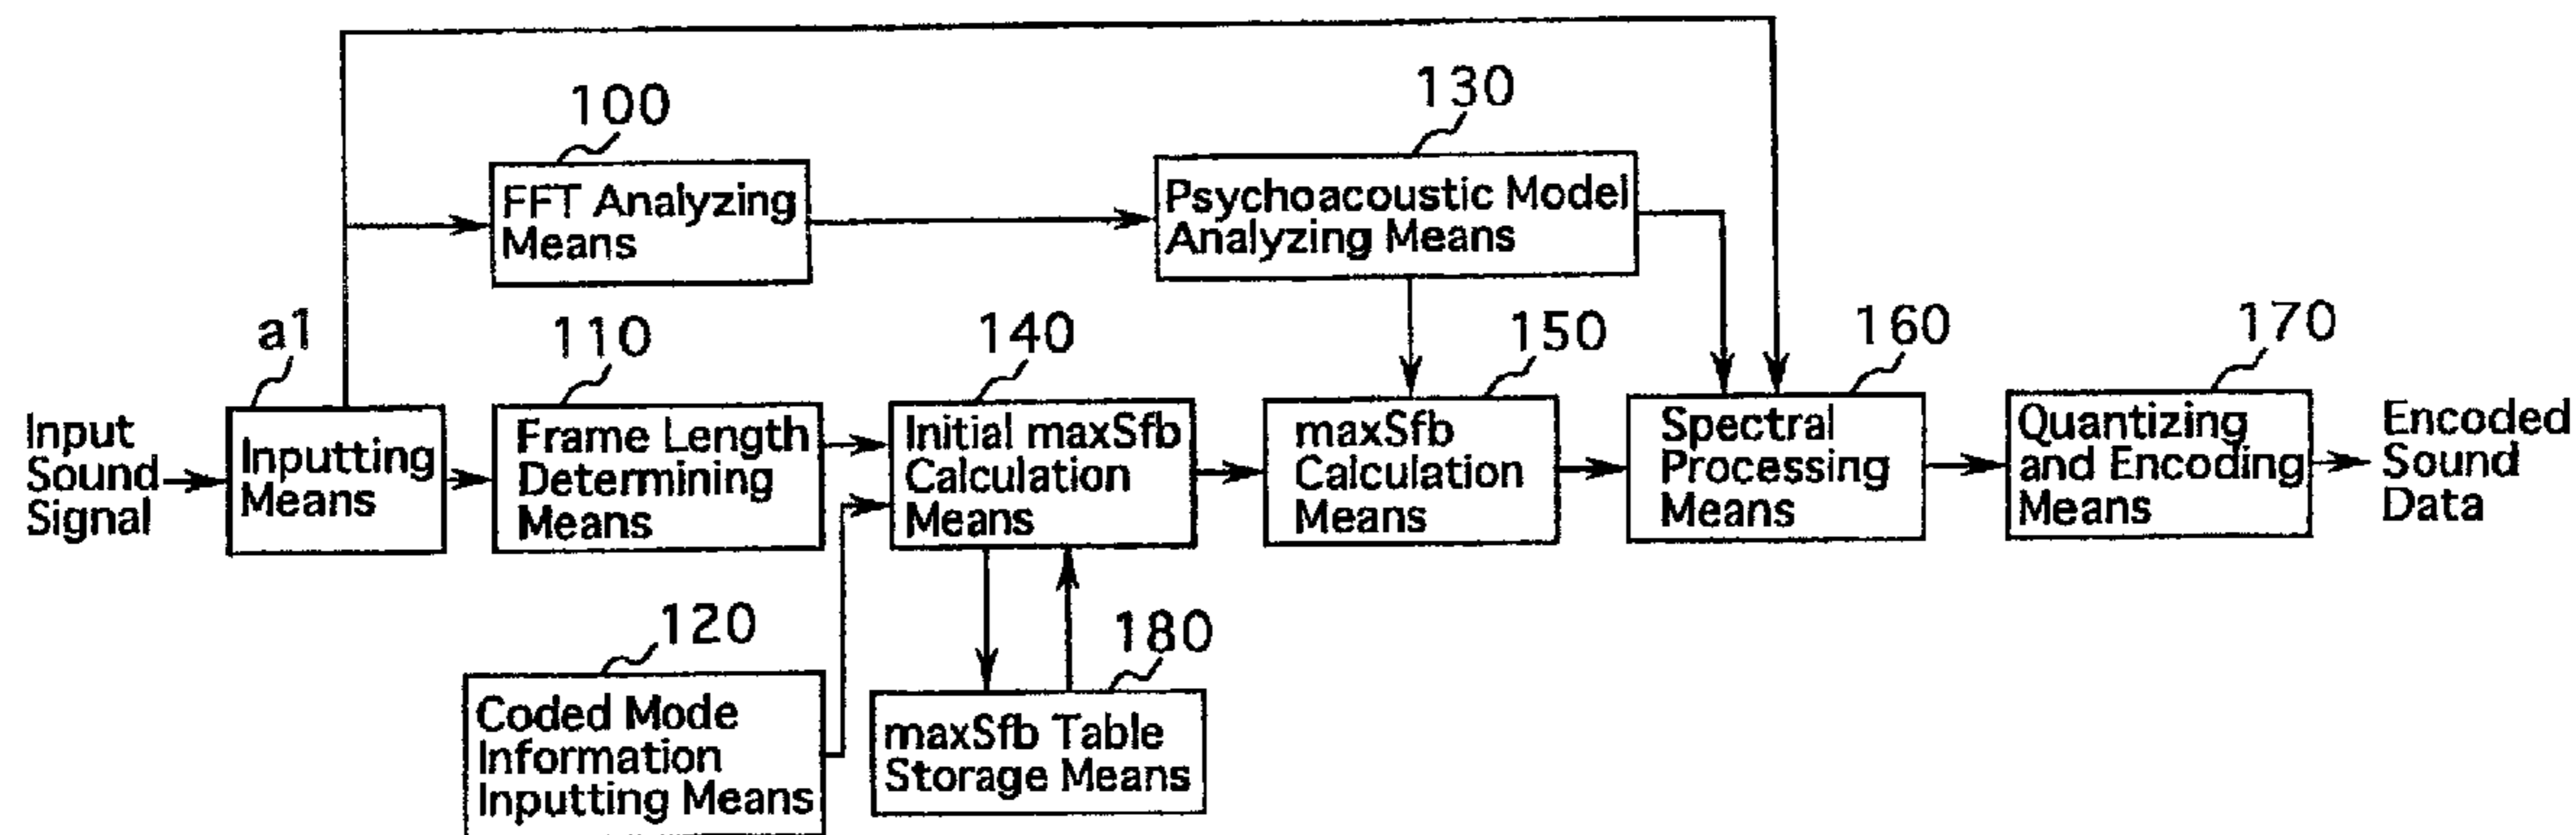 100
FFT Analyzing
Means
130
Psychoacoustic Model
Analyzing Means
Input
Sound
Signal
a1
Inputting
Means
110
Frame Length
Determining
Means
140
Initial maxSfb
Calculation
Means
150
maxSfb
Calculation
Means
160
Spectral
Processing
Means
170
Quantizing
and Encoding
Means
Encoded
Sound
Data
120
Coded Mode
Information
Inputting Means
180
maxSfb Table
Storage Means